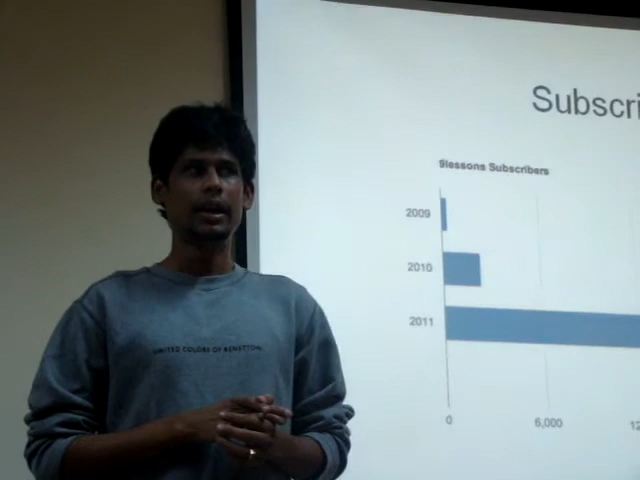 Subscri
9lessons Subscribers
2009
2010
2011
0
6,000
12
UNITED COLORS OF BENETTON.